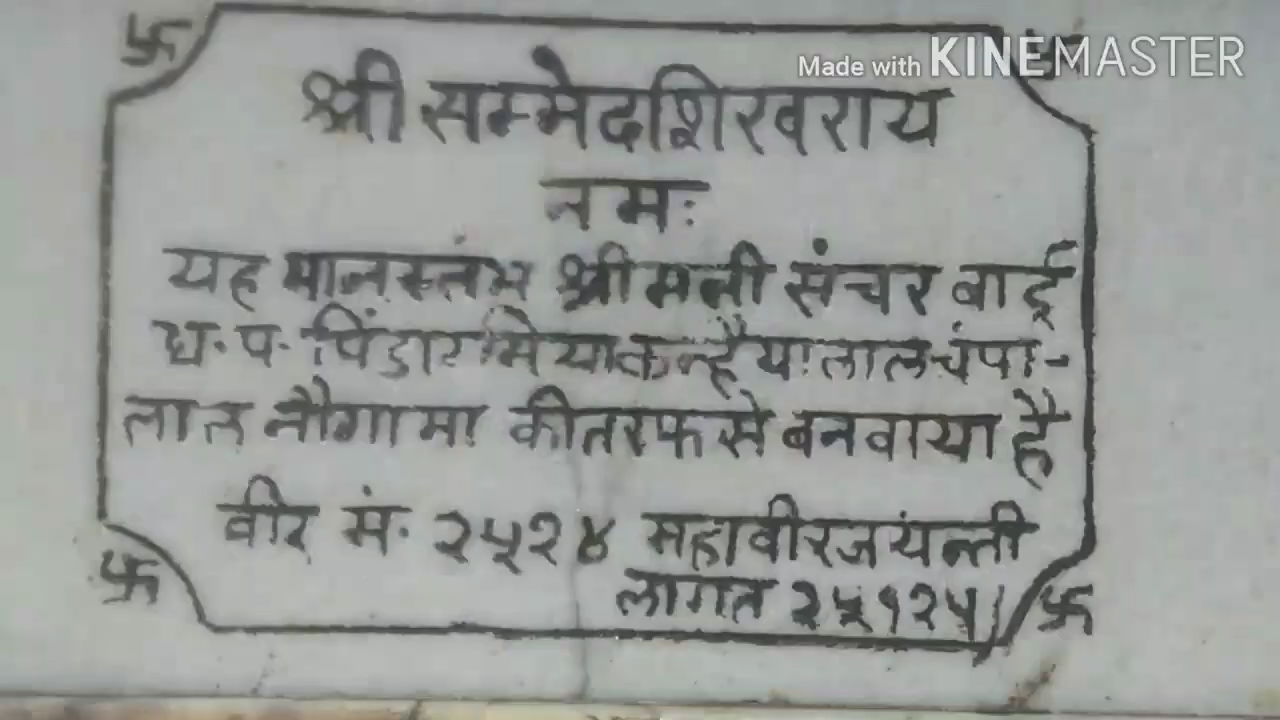 Made with KINEMASTER
श्री सम्मेदशिखराय
नमः
यह मानस्तंभ श्रीमती संचर बाई
ध. प. पिंडारमिया कन्हैयालाल चंपा-
लाल नौगामा की तरफ से बनवाया है
वीर सं. २५२४ महावीर जयन्ती
लागत २५१२५/